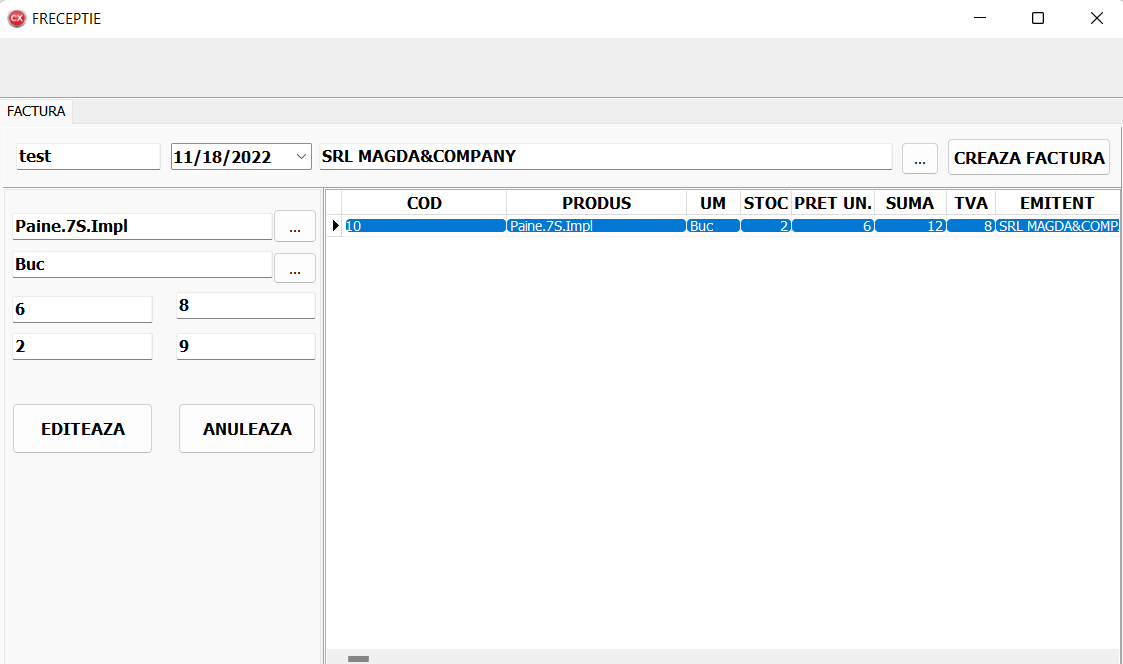 CX FRECEPTIE
FACTURA
test 11/18/2022 SRL MAGDA&COMPANY ... CREAZA FACTURA
Paine.7S.Impl ...
Buc ...
6 8
2 9
EDITEAZA ANULEAZA
COD PRODUS UM STOC PRET UN. SUMA TVA EMITENT
10 Paine.7S.Impl Buc 2 6 12 8 SRL MAGDA&COMP